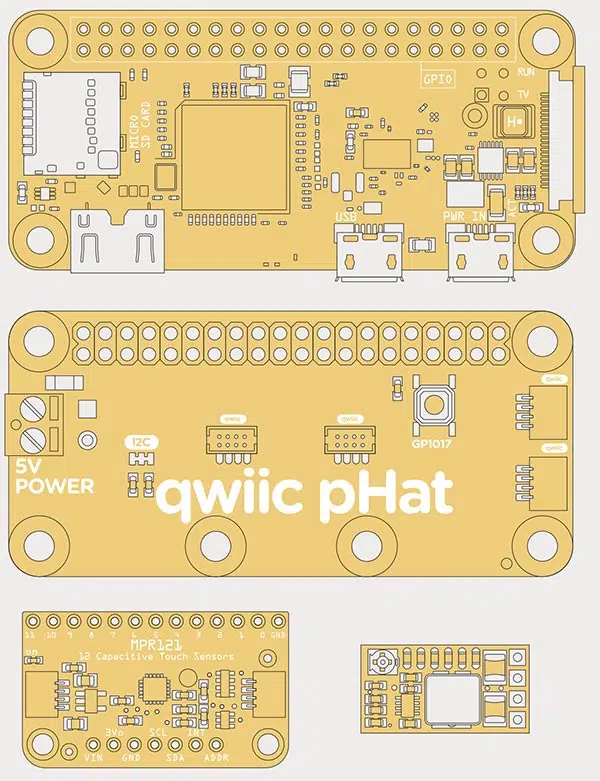 GPIO
RUN
TV
MICRO
SD CARD
H
USB
PWR IN
ACT
qwiic
I2C
qwiic
qwiic
GP1017
qwiic
5V
POWER
qwiic pHat
11 10 9 8 7 6 5 4 3 2 1 0 GND
MPR121
12 Capacitive Touch Sensors
on
3Vo SCL INT
VIN GND SDA ADDR